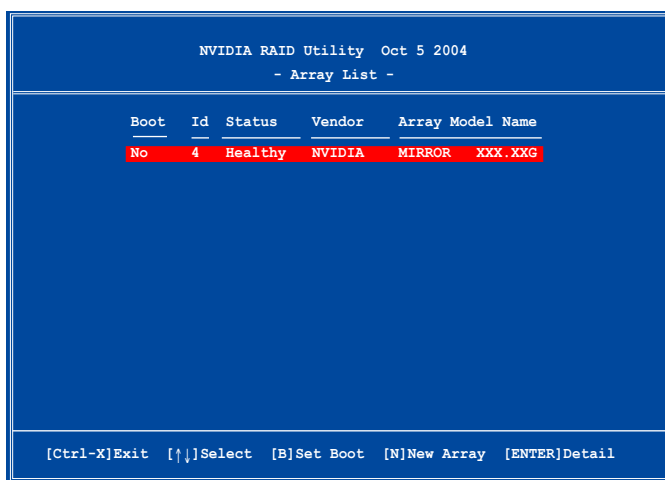 NVIDIA RAID Utility  Oct 5 2004
- Array List -
Boot  Id  Status  Vendor  Array Model Name
No  4  Healthy  NVIDIA  MIRROR  XXX.XXG
[Ctrl-X]Exit  [↑↓]Select  [B]Set Boot  [N]New Array  [ENTER]Detail